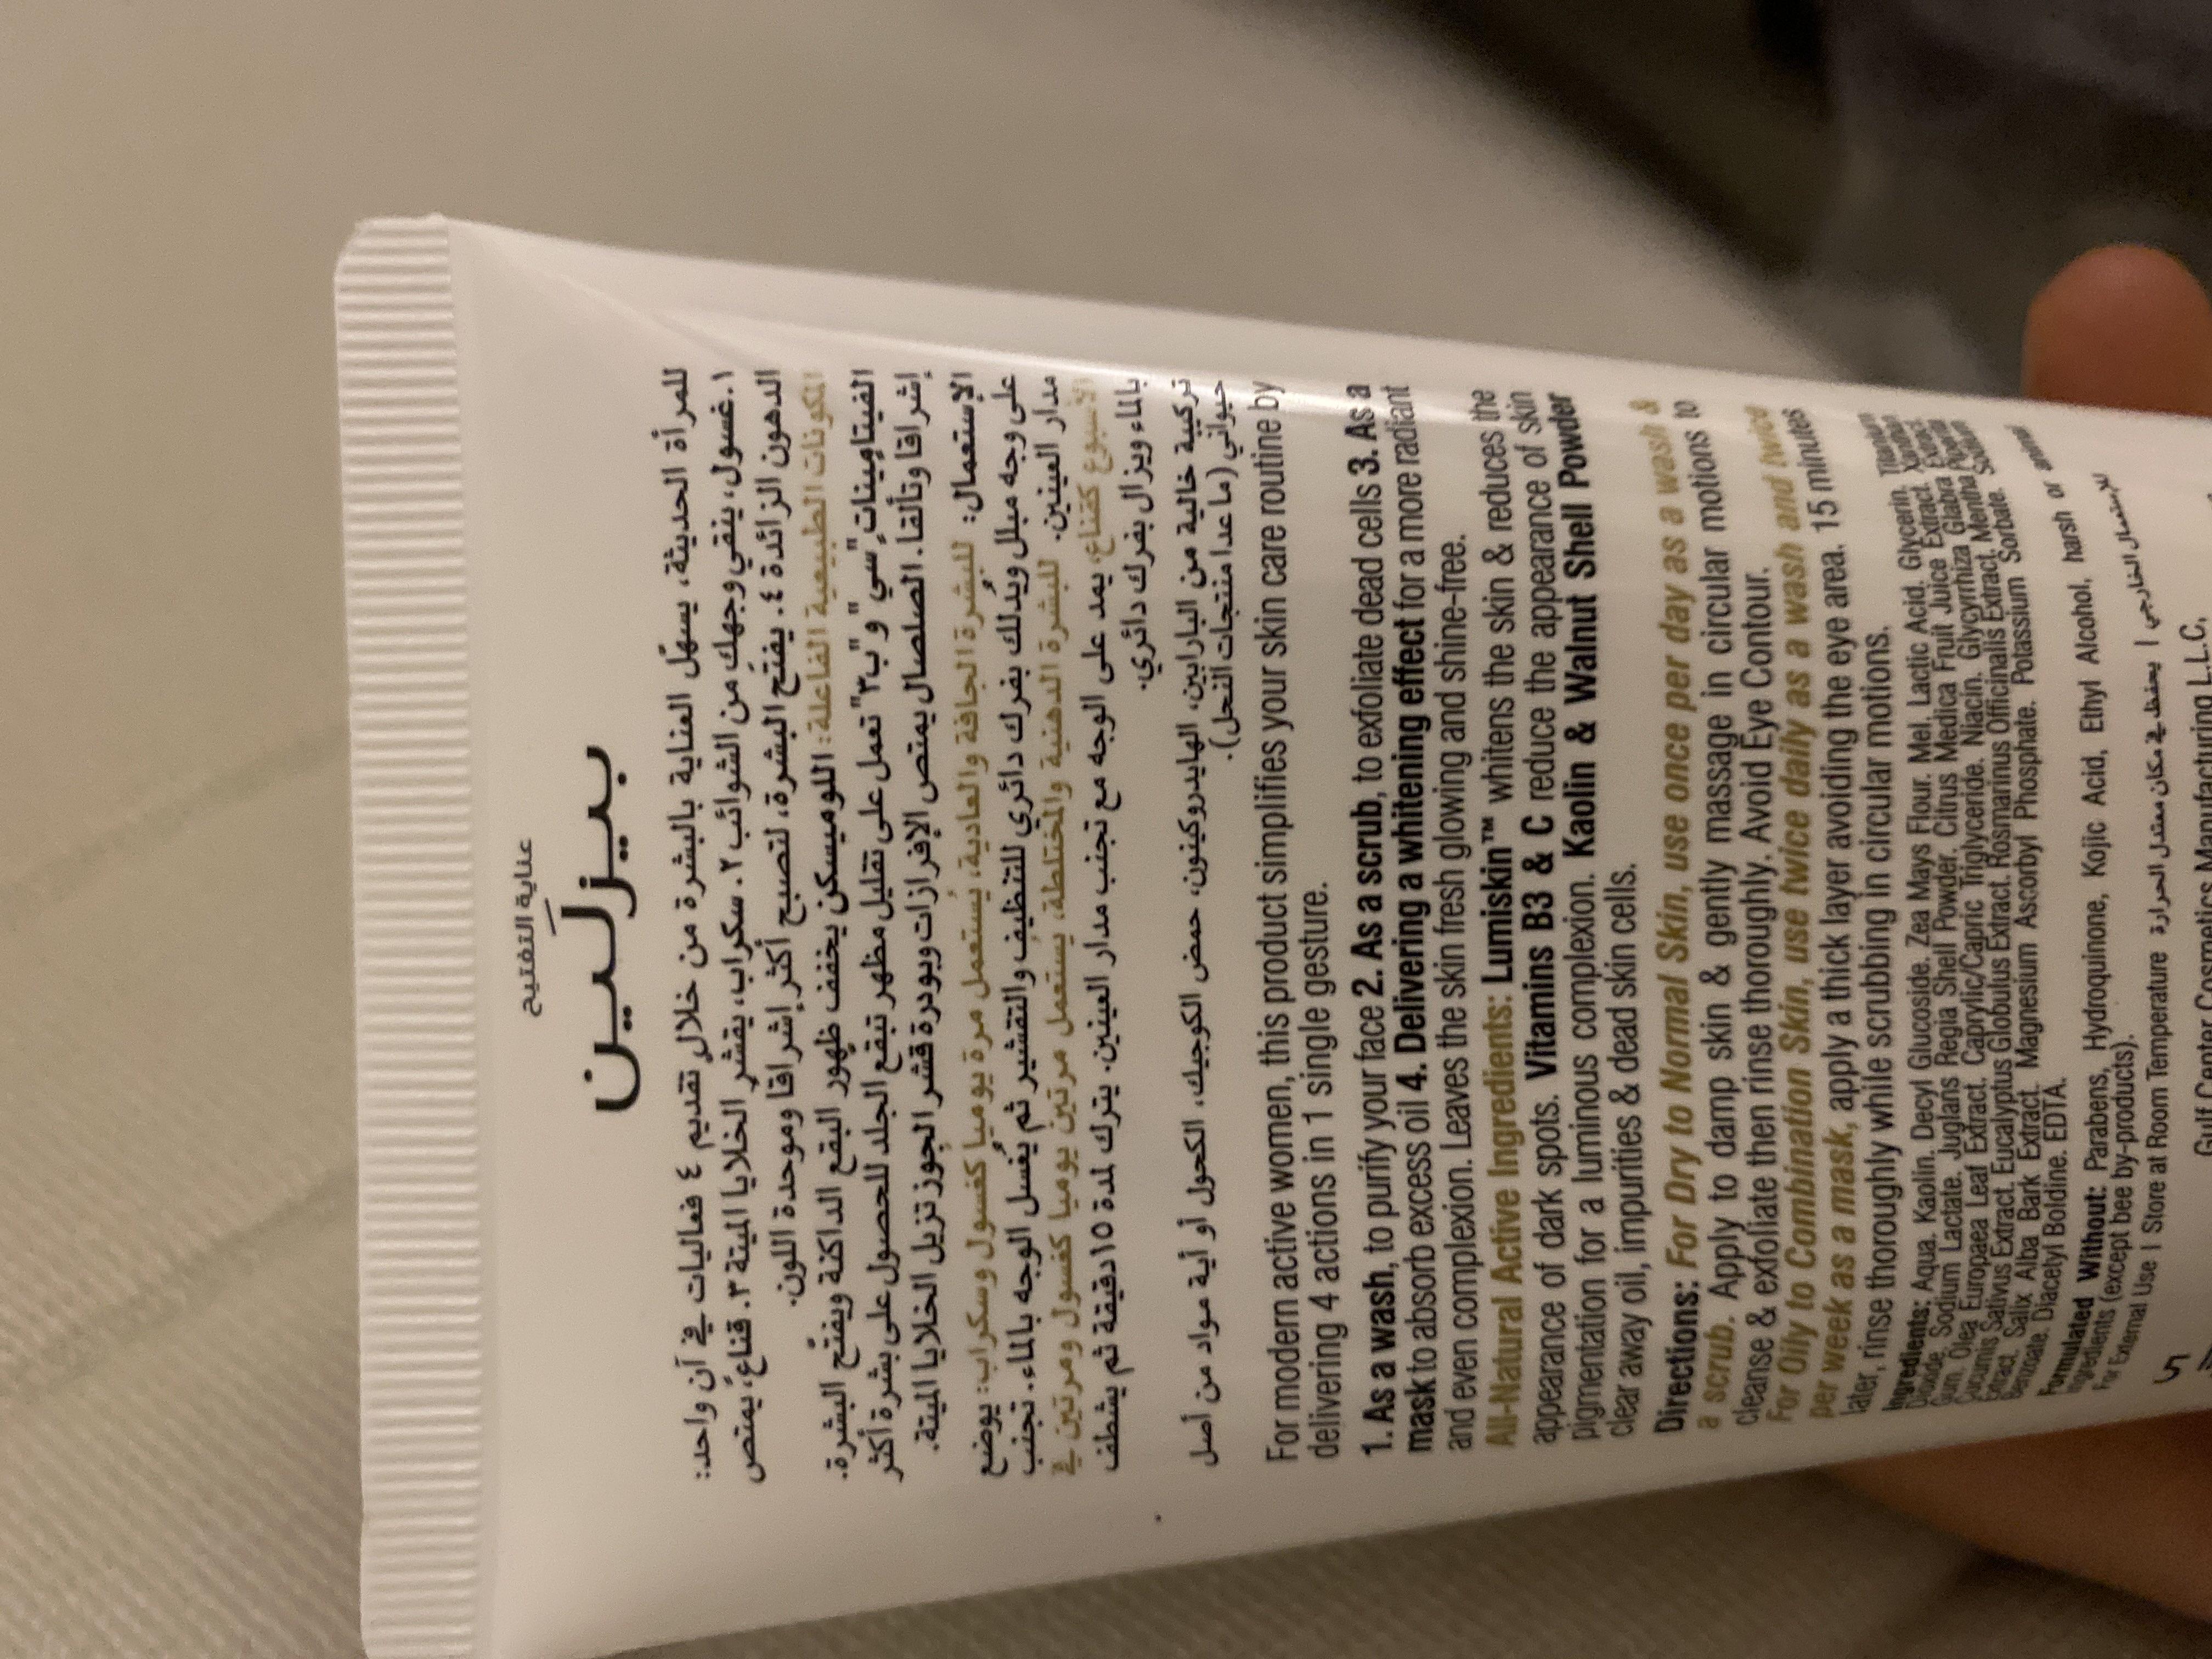 عناية التفتيح
بيزلَين
للمرأة الحديثة، يسهّل العناية بالبشرة من خلال تقديم ٤ فعاليات في آن واحد:
١. غسول، ينقي وجهك من الشوائب ٢. سكراب، يقشر الخلايا الميتة ٣. قناع، يمتص
الدهون الزائدة ٤. يفتح البشرة، لتصبح أكثر إشراقا وموحدة اللون.
المكونات الطبيعية الفاعلة: اللوميسكن يخفف ظهور البقع الداكنة ويفتح البشرة.
الفيتامينات "سي" و "ب٣" تعمل على تقليل مظهر تبقع الجلد للحصول على بشرة أكثر
إشراقا وتألقا. الصلصال يمتص الإفرازات وبودرة قشر الجوز تزيل الخلايا الميتة.
الإستعمال: للبشرة الجافة والعادية، يُستعمل مرة يوميا كغسول وسكراب: يوضع
على وجه مبلل ويدلك بفرك دائري للتنظيف والتقشير ثم يُغسل الوجه بالماء. تجنب
مدار العينين. للبشرة الدهنية والمختلطة، يستعمل مرتين يوميا كغسول ومرتين في
الأسبوع كقناع، يمد على الوجه مع تجنب مدار العينين. يترك لمدة ١٥ دقيقة ثم يشطف
بالماء ويزال بفرك دائري.
تركيبة خالية من البارابين، الهايدروكينون، حمض الكوجيك، الكحول أو أية مواد من أصل
حيواني (ما عدا منتجات النحل).
For modern active women, this product simplifies your skin care routine by
delivering 4 actions in 1 single gesture.
1. As a wash, to purify your face 2. As a scrub, to exfoliate dead cells 3. As a
mask to absorb excess oil 4. Delivering a whitening effect for a more radiant
and even complexion. Leaves the skin fresh glowing and shine-free.
All-Natural Active Ingredients: Lumiskin™ whitens the skin & reduces the
appearance of dark spots. Vitamins B3 & C reduce the appearance of skin
pigmentation for a luminous complexion. Kaolin & Walnut Shell Powder
clear away oil, impurities & dead skin cells.
Directions: For Dry to Normal Skin, use once per day as a wash &
a scrub. Apply to damp skin & gently massage in circular motions to
cleanse & exfoliate then rinse thoroughly. Avoid Eye Contour.
For Oily to Combination Skin, use twice daily as a wash and twice
per week as a mask, apply a thick layer avoiding the eye area. 15 minutes
later, rinse thoroughly while scrubbing in circular motions.
Ingredients: Aqua. Kaolin. Decyl Glucoside. Zea Mays Flour. Mel. Lactic Acid. Glycerin. Titanium
Dioxide. Sodium Lactate. Juglans Regia Shell Powder. Citrus Medica Fruit Juice Extract. Xanthan
Gum. Olea Europaea Leaf Extract. Caprylic/Capric Triglyceride. Niacin. Glycyrrhiza Glabra Extract.
Cucumis Sativus Extract. Eucalyptus Globulus Extract. Rosmarinus Officinalis Extract. Mentha Piperita
Extract. Salix Alba Bark Extract. Magnesium Ascorbyl Phosphate. Potassium Sorbate. Sodium
Benzoate. Diacetyl Boldine. EDTA.
Formulated Without: Parabens, Hydroquinone, Kojic Acid, Ethyl Alcohol, harsh or animal
ingredients (except bee by-products).
For External Use | Store at Room Temperature للإستعمال الخارجي | يحفظ في مكان معتدل الحرارة
Gulf Center Cosmetics Manufacturing L.L.C.